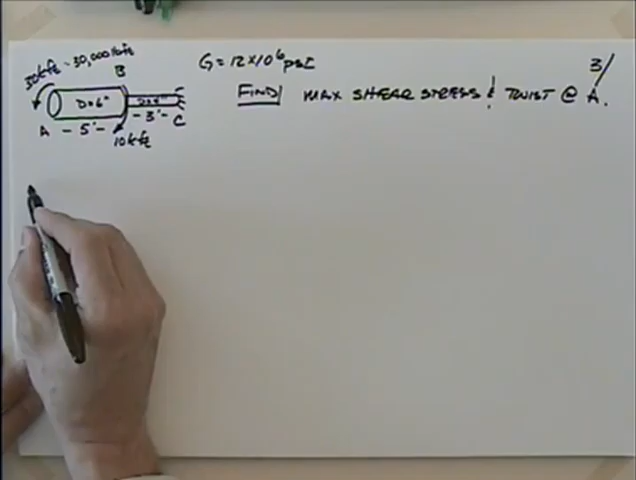 30kft = 30,000 lbft
G = 12 x 10⁶ psi
3/
B
FIND/ MAX SHEAR STRESS & TWIST @ A.
D=6"
C
A - 5' -
- 3' -
10kft